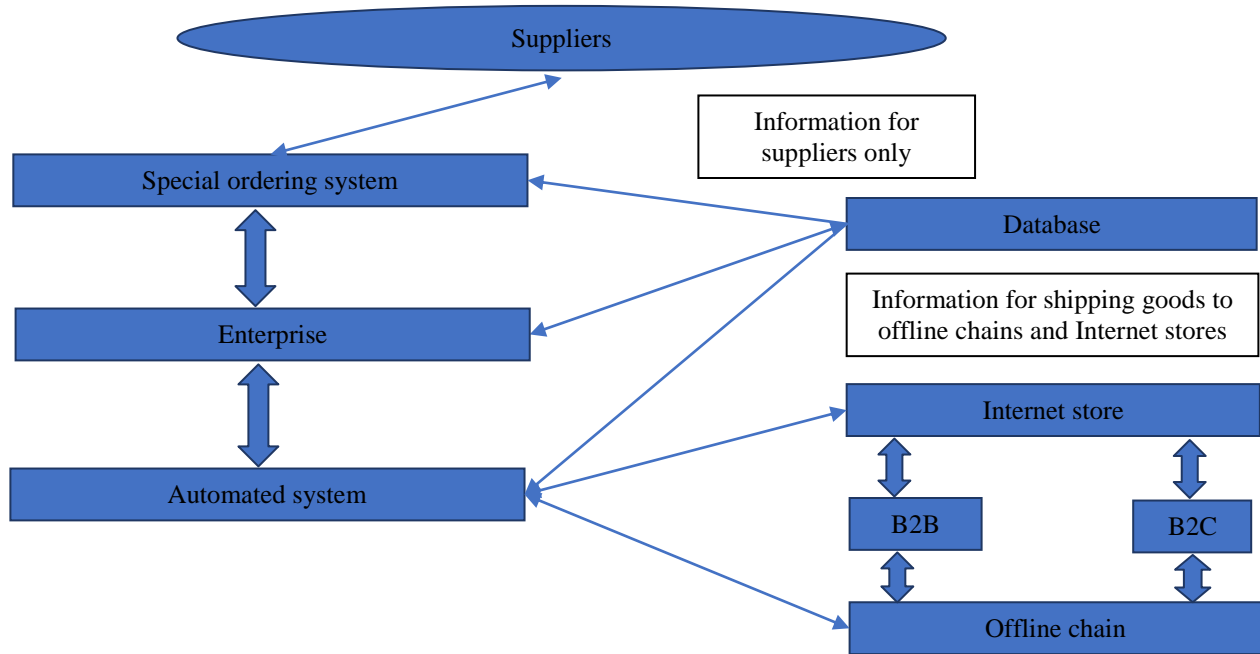 Suppliers
Information for
suppliers only
Special ordering system
Database
Information for shipping goods to
offline chains and Internet stores
Enterprise
Internet store
Automated system
B2B
B2C
Offline chain